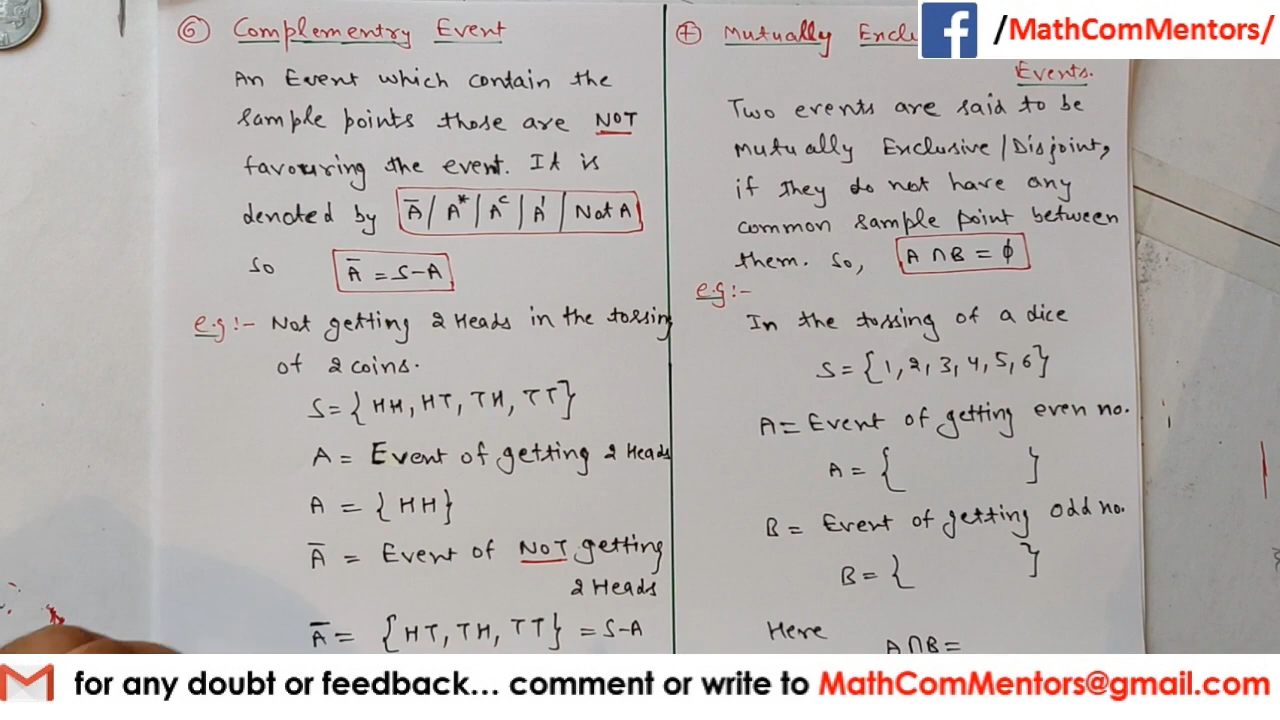 ⑥ Complementry Event
An Event which contain the
sample points those are NOT
favouring the event. It is
denoted by Ā / A* / Aᶜ / A' / Not A
so Ā = S-A
e.g :- Not getting 2 Heads in the tossing
of 2 coins.
S = { HH, HT, TH, TT }
A = Event of getting 2 Heads
A = { HH }
Ā = Event of NOT getting
2 Heads
Ā = { HT, TH, TT } = S-A
⑦ Mutually Exclu
Events.
Two events are said to be
Mutually Exclusive / Disjoint,
if they do not have any
common sample point between
them. So, A ∩ B = ϕ
e.g :-
In the tossing of a dice
S = { 1, 2, 3, 4, 5, 6 }
A = Event of getting even no.
A = { }
B = Event of getting odd no.
B = { }
Here A∩B =
f /MathComMentors/
for any doubt or feedback... comment or write to MathComMentors@gmail.com